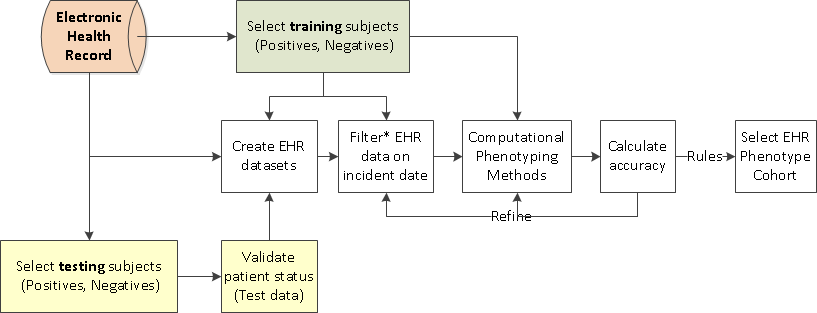 Electronic
Health
Record
Select training subjects
(Positives, Negatives)
Create EHR
datasets
Filter* EHR
data on
incident date
Computational
Phenotyping
Methods
Calculate
accuracy
Rules
Select EHR
Phenotype
Cohort
Refine
Select testing subjects
(Positives, Negatives)
Validate
patient status
(Test data)